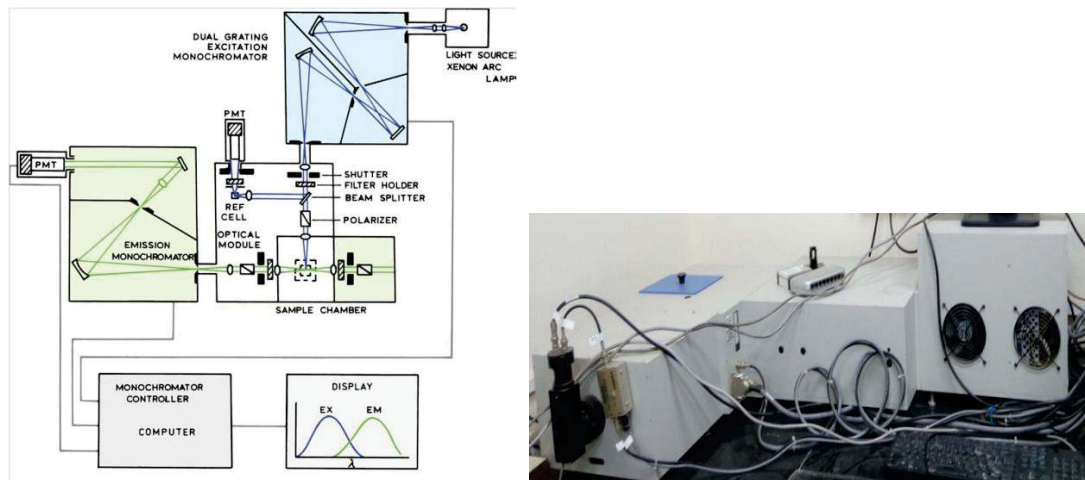 DUAL GRATING
EXCITATION
MONOCHROMATOR
LIGHT SOURCE:
XENON ARC
LAMP
PMT
PMT
SHUTTER
FILTER HOLDER
BEAM SPLITTER
REF
CELL
POLARIZER
OPTICAL
MODULE
EMISSION
MONOCHROMATOR
SAMPLE CHAMBER
MONOCHROMATOR
CONTROLLER
COMPUTER
DISPLAY
EX
EM
λ